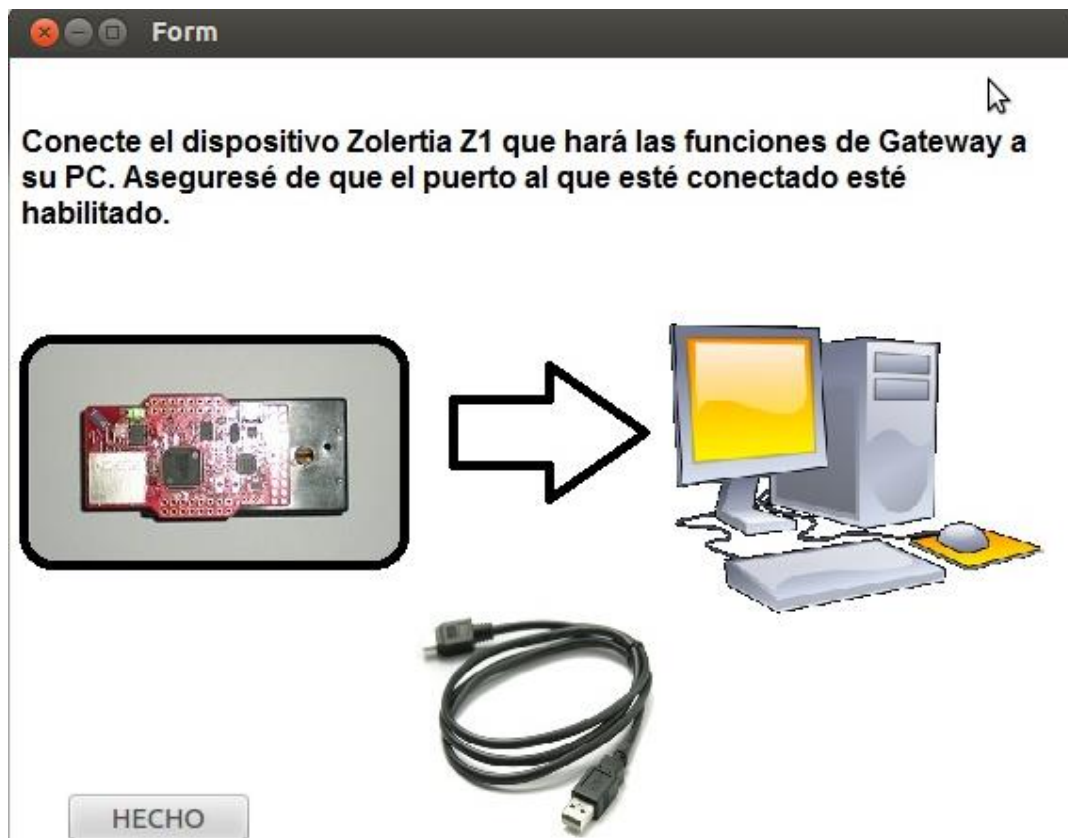 Form
Conecte el dispositivo Zolertia Z1 que hará las funciones de Gateway a
su PC. Aseguresé de que el puerto al que esté conectado esté
habilitado.
HECHO